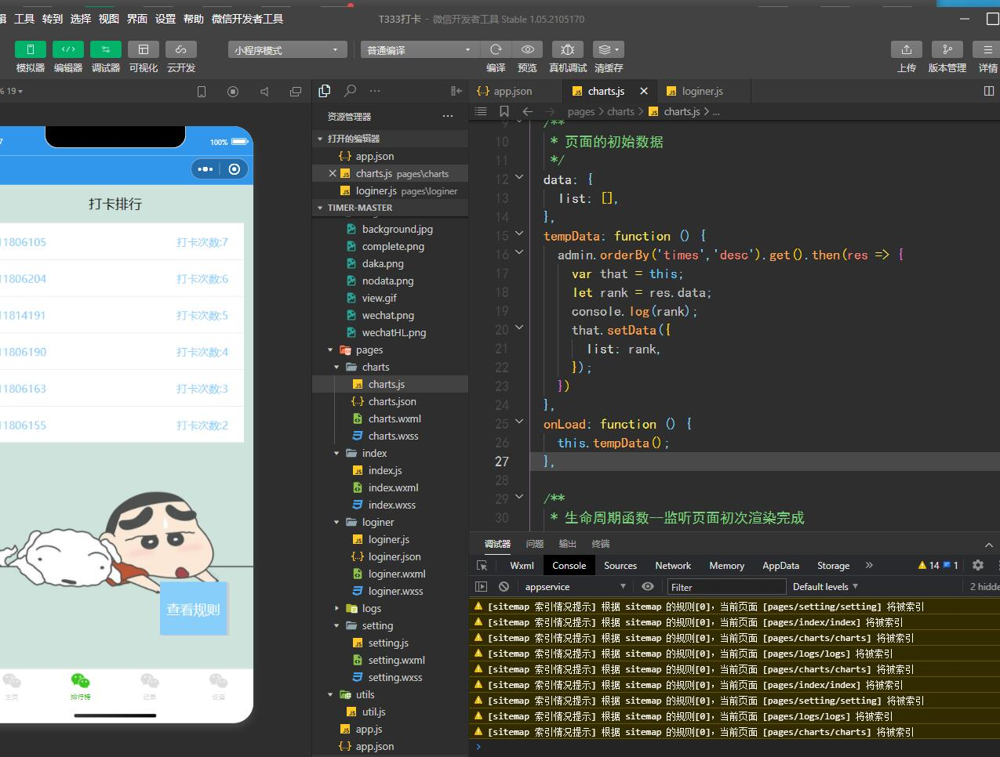 工具 转到 选择 视图 界面 设置 帮助 微信开发者工具
T333打卡 - 微信开发者工具 Stable 1.05.2105170
小程序模式
普通编译
模拟器 编辑器 调试器 可视化 云开发
编译 预览 真机调试 清缓存
上传 版本管理 详情
% 19
100%
打卡排行
11806105 打卡次数:7
11806204 打卡次数:6
11814191 打卡次数:5
11806190 打卡次数:4
11806163 打卡次数:3
11806155 打卡次数:2
查看规则
主页 排行榜 记录 设置
资源管理器
打开的编辑器
app.json
charts.js pages\charts
loginer.js pages\loginer
TIMER-MASTER
background.jpg
complete.png
daka.png
nodata.png
view.gif
wechat.png
wechatHL.png
pages
charts
charts.js
charts.json
charts.wxml
charts.wxss
index
index.js
index.wxml
index.wxss
loginer
loginer.js
loginer.json
loginer.wxml
loginer.wxss
logs
setting
setting.js
setting.wxml
setting.wxss
utils
util.js
app.js
app.json
app.json charts.js loginer.js
pages > charts > charts.js > ...
9 /**
10 * 页面的初始数据
11 */
12 data: {
13 list: [],
14 },
15 tempData: function () {
16 admin.orderBy('times','desc').get().then(res => {
17 var that = this;
18 let rank = res.data;
19 console.log(rank);
20 that.setData({
21 list: rank,
22 });
23 })
24 },
25 onLoad: function () {
26 this.tempData();
27 },
28
29 /**
30 * 生命周期函数--监听页面初次渲染完成
调试器 问题 输出 终端
Wxml Console Sources Network Memory AppData Storage » 14 1
appservice Filter Default levels 2 hidde
[sitemap 索引情况提示] 根据 sitemap 的规则[0]，当前页面 [pages/setting/setting] 将被索引
[sitemap 索引情况提示] 根据 sitemap 的规则[0]，当前页面 [pages/index/index] 将被索引
[sitemap 索引情况提示] 根据 sitemap 的规则[0]，当前页面 [pages/charts/charts] 将被索引
[sitemap 索引情况提示] 根据 sitemap 的规则[0]，当前页面 [pages/logs/logs] 将被索引
[sitemap 索引情况提示] 根据 sitemap 的规则[0]，当前页面 [pages/charts/charts] 将被索引
[sitemap 索引情况提示] 根据 sitemap 的规则[0]，当前页面 [pages/index/index] 将被索引
[sitemap 索引情况提示] 根据 sitemap 的规则[0]，当前页面 [pages/setting/setting] 将被索引
[sitemap 索引情况提示] 根据 sitemap 的规则[0]，当前页面 [pages/logs/logs] 将被索引
[sitemap 索引情况提示] 根据 sitemap 的规则[0]，当前页面 [pages/charts/charts] 将被索引